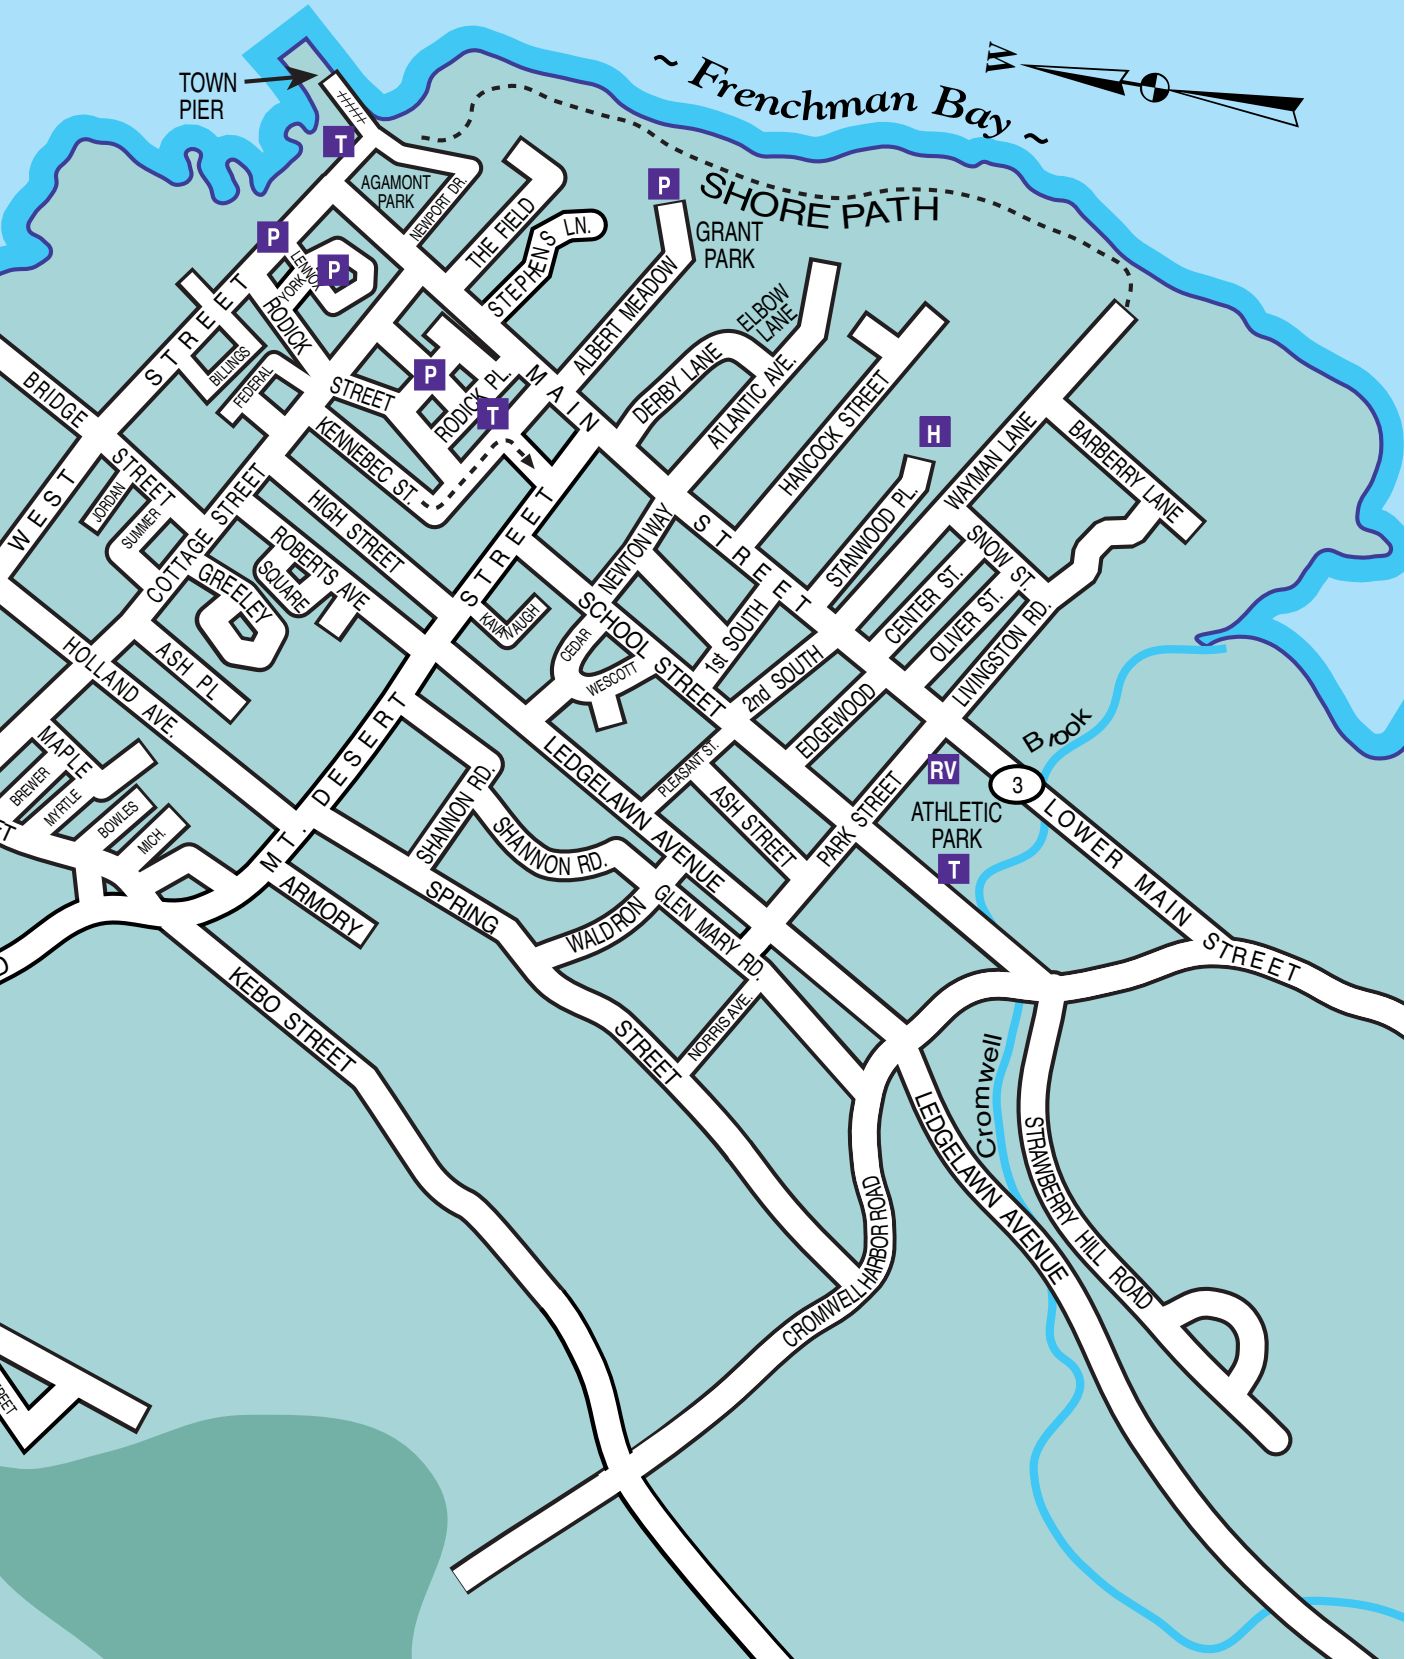 ~ Frenchman Bay ~
W
TOWN
PIER
T
AGAMONT
PARK
NEWPORT DR.
THE FIELD
STEPHENS LN.
P
GRANT
PARK
SHORE PATH
P
P
LENNOX
YORK
RODICK
STREET
WEST
STREET
BRIDGE
STREET
BILLINGS
FEDERAL
P
RODICK PL.
T
MAIN
STREET
ALBERT MEADOW
ELBOW
LANE
DERBY LANE
ATLANTIC AVE.
HANCOCK STREET
H
STANWOOD PL.
WAYMAN LANE
BARBERRY LANE
SNOW ST.
CENTER ST.
OLIVER ST.
LIVINGSTON RD.
KENNEBEC ST.
HIGH STREET
JORDAN
SUMMER
COTTAGE STREET
ROBERTS AVE
SQUARE
GREELEY
ASH PL
HOLLAND AVE.
KAVANAUGH
NEWTON WAY
SCHOOL STREET
CEDAR
WESCOTT
1st SOUTH
2nd SOUTH
EDGEWOOD
MT. DESERT STREET
MAPLE
BREWER
MYRTLE
BOWLES
MICH.
ARMORY
SHANNON RD.
SHANNON RD.
LEDGELAWN AVENUE
PLEASANT ST.
ASH STREET
PARK STREET
RV
ATHLETIC
PARK
T
3
Brook
LOWER MAIN STREET
SPRING
STREET
WALDRON
GLEN MARY RD.
NORRIS AVE.
KEBO STREET
Cromwell
LEDGELAWN AVENUE
STRAWBERRY HILL ROAD
CROMWELL HARBOR ROAD